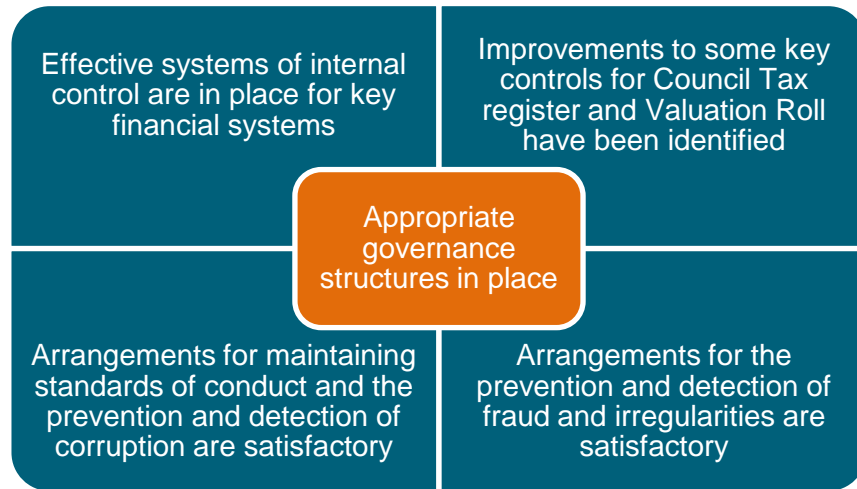 Effective systems of internal
control are in place for key
financial systems
Improvements to some key
controls for Council Tax
register and Valuation Roll
have been identified
Appropriate
governance
structures in place
Arrangements for maintaining
standards of conduct and the
prevention and detection of
corruption are satisfactory
Arrangements for the
prevention and detection of
fraud and irregularities are
satisfactory